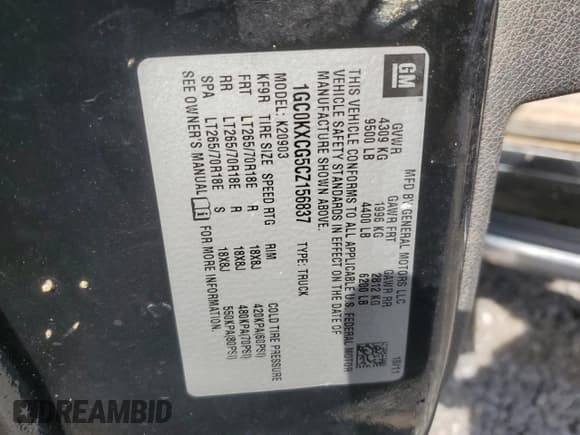 GM
MFD BY GENERAL MOTORS LLC
10/11
GVWR GAWR FRT GAWR RR
4309 KG 1996 KG 2812 KG
9500 LB 4400 LB 6200 LB
THIS VEHICLE CONFORMS TO ALL APPLICABLE U.S. FEDERAL MOTOR
VEHICLE SAFETY STANDARDS IN EFFECT ON THE DATE OF
MANUFACTURE SHOWN ABOVE.
1GC0KXCG5CZ156837 TYPE: TRUCK
MODEL: K20903
KF9R TIRE SIZE SPEED RTG RIM COLD TIRE PRESSURE
FRT LT265/70R18E R 18X8J 420KPA(60PSI)
RR LT265/70R18E R 18X8J 480KPA(70PSI)
SPA LT265/70R18E S 18X8J 550KPA(80PSI)
SEE OWNER'S MANUAL FOR MORE INFORMATION.
DREAMBID